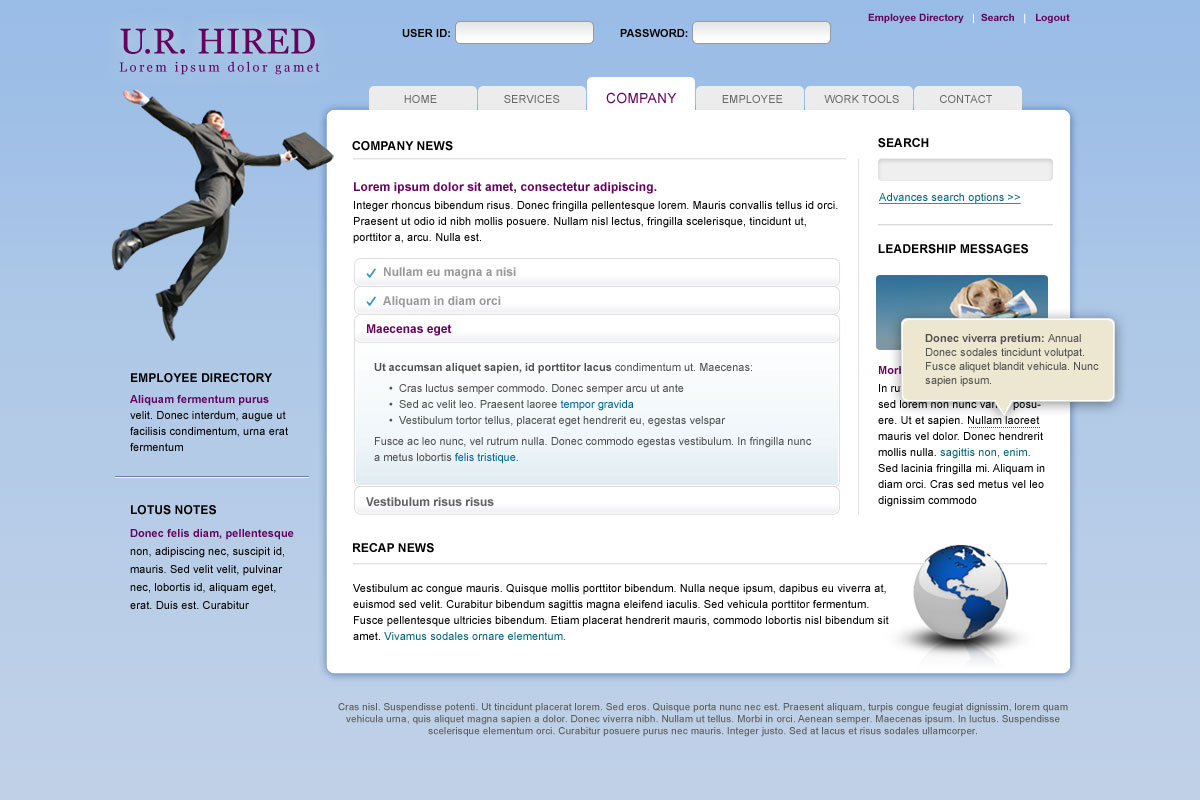 Employee Directory | Search | Logout
U.R. HIRED
Lorem ipsum dolor gamet
USER ID:
PASSWORD:
HOME
SERVICES
COMPANY
EMPLOYEE
WORK TOOLS
CONTACT
EMPLOYEE DIRECTORY
Aliquam fermentum purus
velit. Donec interdum, augue ut
facilisis condimentum, urna erat
fermentum
LOTUS NOTES
Donec felis diam, pellentesque
non, adipiscing nec, suscipit id,
mauris. Sed velit velit, pulvinar
nec, lobortis id, aliquam eget,
erat. Duis est. Curabitur
COMPANY NEWS
Lorem ipsum dolor sit amet, consectetur adipiscing.
Integer rhoncus bibendum risus. Donec fringilla pellentesque lorem. Mauris convallis tellus id orci.
Praesent ut odio id nibh mollis posuere. Nullam nisl lectus, fringilla scelerisque, tincidunt ut,
porttitor a, arcu. Nulla est.
Nullam eu magna a nisi
Aliquam in diam orci
Maecenas eget
Ut accumsan aliquet sapien, id porttitor lacus condimentum ut. Maecenas:
• Cras luctus semper commodo. Donec semper arcu ut ante
• Sed ac velit leo. Praesent laoree tempor gravida
• Vestibulum tortor tellus, placerat eget hendrerit eu, egestas velspar
Fusce ac leo nunc, vel rutrum nulla. Donec commodo egestas vestibulum. In fringilla nunc
a metus lobortis felis tristique.
Vestibulum risus risus
SEARCH
Advances search options >>
LEADERSHIP MESSAGES
Donec viverra pretium: Annual
Donec sodales tincidunt volutpat.
Fusce aliquet blandit vehicula. Nunc
sapien ipsum.
In
sed lorem non nunc posu-
ere. Ut et sapien. Nullam laoreet
mauris vel dolor. Donec hendrerit
mollis nulla. sagittis non, enim.
Sed lacinia fringilla mi. Aliquam in
diam orci. Cras sed metus vel leo
dignissim commodo
RECAP NEWS
Vestibulum ac congue mauris. Quisque mollis porttitor bibendum. Nulla neque ipsum, dapibus eu viverra at,
euismod sed velit. Curabitur bibendum sagittis magna eleifend iaculis. Sed vehicula porttitor fermentum.
Fusce pellentesque ultricies bibendum. Etiam placerat hendrerit mauris, commodo lobortis nisl bibendum sit
amet. Vivamus sodales ornare elementum.
Cras nisl. Suspendisse potenti. Ut tincidunt placerat lorem. Sed eros. Quisque porta nunc nec est. Praesent aliquam, turpis congue feugiat dignissim, lorem quam
vehicula urna, quis aliquet magna sapien a dolor. Donec viverra nibh. Nullam ut tellus. Morbi in orci. Aenean semper. Maecenas ipsum. In luctus. Suspendisse
scelerisque elementum orci. Curabitur posuere purus nec mauris. Integer justo. Sed at lacus et risus sodales ullamcorper.